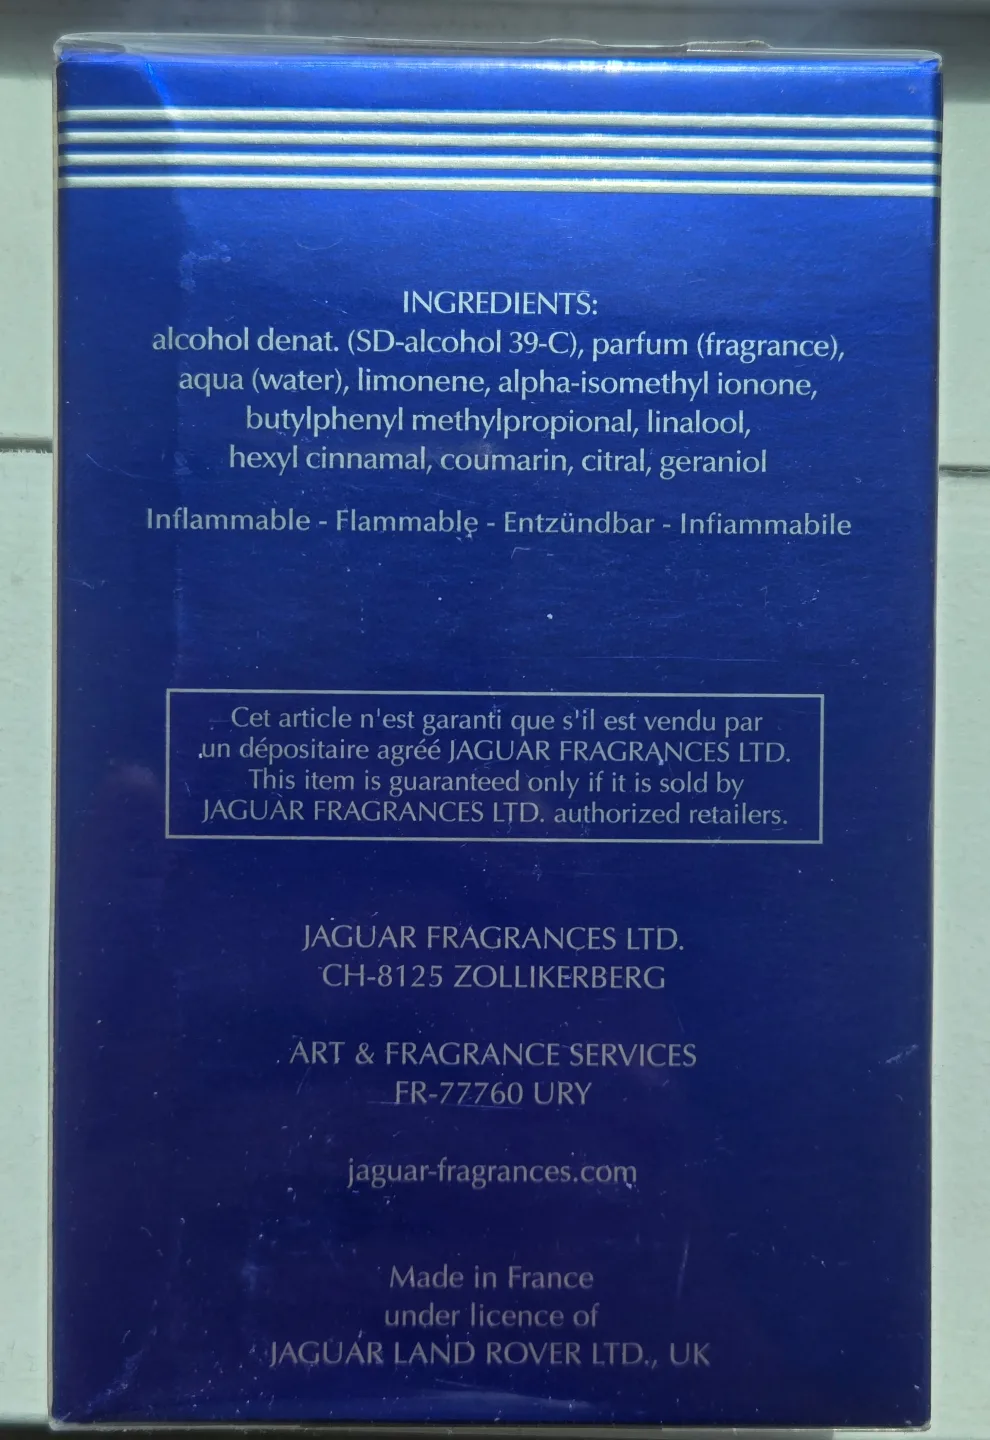 INGREDIENTS:
alcohol denat. (SD-alcohol 39-C), parfum (fragrance),
aqua (water), limonene, alpha-isomethyl ionone,
butylphenyl methylpropional, linalool,
hexyl cinnamal, coumarin, citral, geraniol
Inflammable - Flammable - Entzündbar - Infiammabile
Cet article n'est garanti que s'il est vendu par
un dépositaire agréé JAGUAR FRAGRANCES LTD.
This item is guaranteed only if it is sold by
JAGUAR FRAGRANCES LTD. authorized retailers.
JAGUAR FRAGRANCES LTD.
CH-8125 ZOLLIKERBERG
ART & FRAGRANCE SERVICES
FR-77760 URY
jaguar-fragrances.com
Made in France
under licence of
JAGUAR LAND ROVER LTD., UK